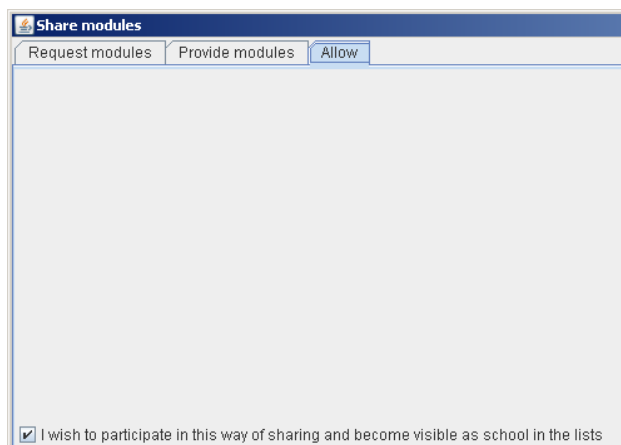 Share modules
Request modules Provide modules Allow
I wish to participate in this way of sharing and become visible as school in the lists